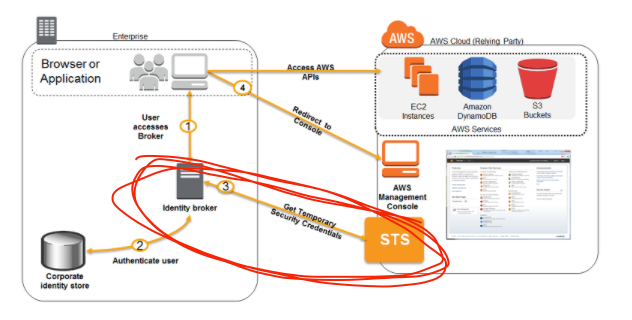 Enterprise
Browser or
Application
AWS
AWS Cloud (Relying Party)
Access AWS
APIs
EC2
Instances
Amazon
DynamoDB
S3
Buckets
AWS Services
4
Redirect to
Console
User
accesses
Broker
1
AWS
Management
Console
Identity broker
3
Get Temporary
Security Credentials
STS
2
Authenticate user
Corporate
identity store